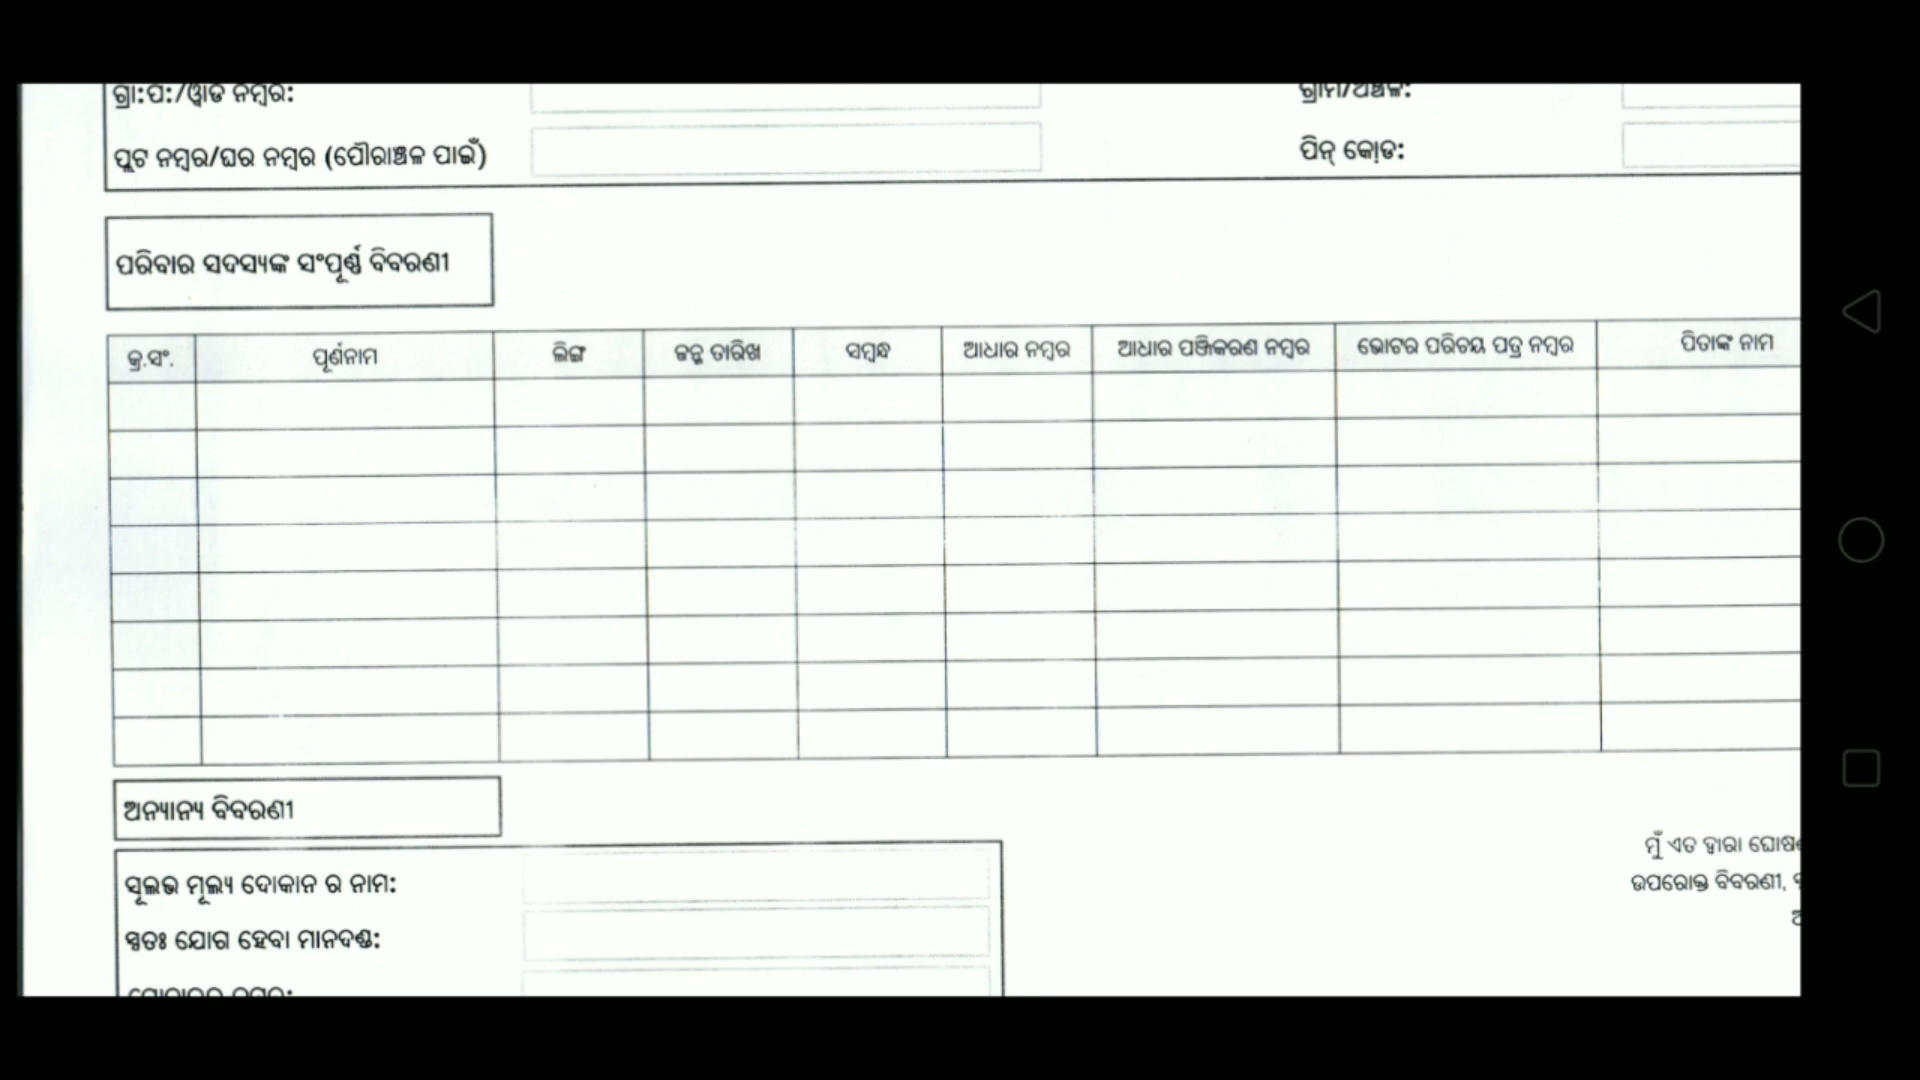 ଗ୍ରା:ପ:/ୱାର୍ଡ ନମ୍ବର: ଗ୍ରାମ/ଅଞ୍ଚଳ:
ପ୍ଲଟ ନମ୍ବର/ଘର ନମ୍ବର (ପୌରାଞ୍ଚଳ ପାଇଁ) ପିନ୍ କୋଡ:
ପରିବାର ସଦସ୍ୟଙ୍କ ସଂପୂର୍ଣ୍ଣ ବିବରଣୀ
କ୍ର.ସଂ. ପୂର୍ଣନାମ ଲିଙ୍ଗ ଜନ୍ମ ତାରିଖ ସମ୍ବନ୍ଧ ଆଧାର ନମ୍ବର ଆଧାର ପଞ୍ଜିକରଣ ନମ୍ବର ଭୋଟର ପରିଚୟ ପତ୍ର ନମ୍ବର ପିତାଙ୍କ ନାମ
ଅନ୍ୟାନ୍ୟ ବିବରଣୀ
ମୁଁ ଏତ ଦ୍ୱାରା
ସୂଲଭ ମୂଲ୍ୟ ଦୋକାନ ର ନାମ: ଉପରୋକ୍ତ ବିବରଣୀ,
ସ୍ଵତଃ ଯୋଗ ହେବା ମାନଦଣ୍ଡ: